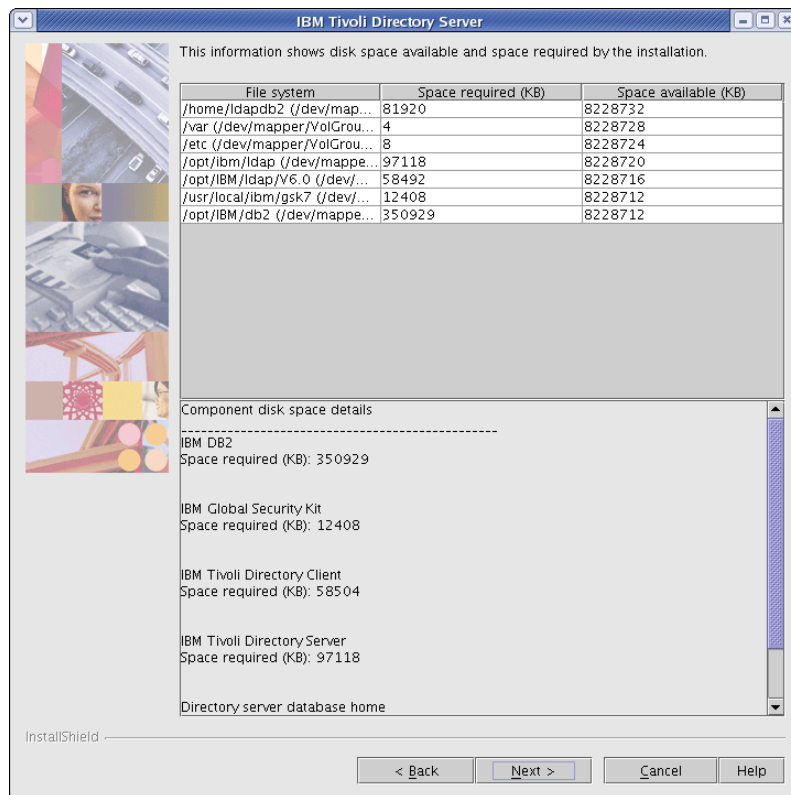 IBM Tivoli Directory Server
This information shows disk space available and space required by the installation.
File system Space required (KB) Space available (KB)
/home/ldapdb2 (/dev/map... 81920 8228732
/var (/dev/mapper/VolGrou... 4 8228728
/etc (/dev/mapper/VolGrou... 8 8228724
/opt/ibm/ldap (/dev/mappe... 97118 8228720
/opt/IBM/ldap/V6.0 (/dev/... 58492 8228716
/usr/local/ibm/gsk7 (/dev/... 12408 8228712
/opt/IBM/db2 (/dev/mappe... 350929 8228712
Component disk space details
------------------------------------------------
IBM DB2
Space required (KB): 350929
IBM Global Security Kit
Space required (KB): 12408
IBM Tivoli Directory Client
Space required (KB): 58504
IBM Tivoli Directory Server
Space required (KB): 97118
Directory server database home
InstallShield
< Back Next > Cancel Help